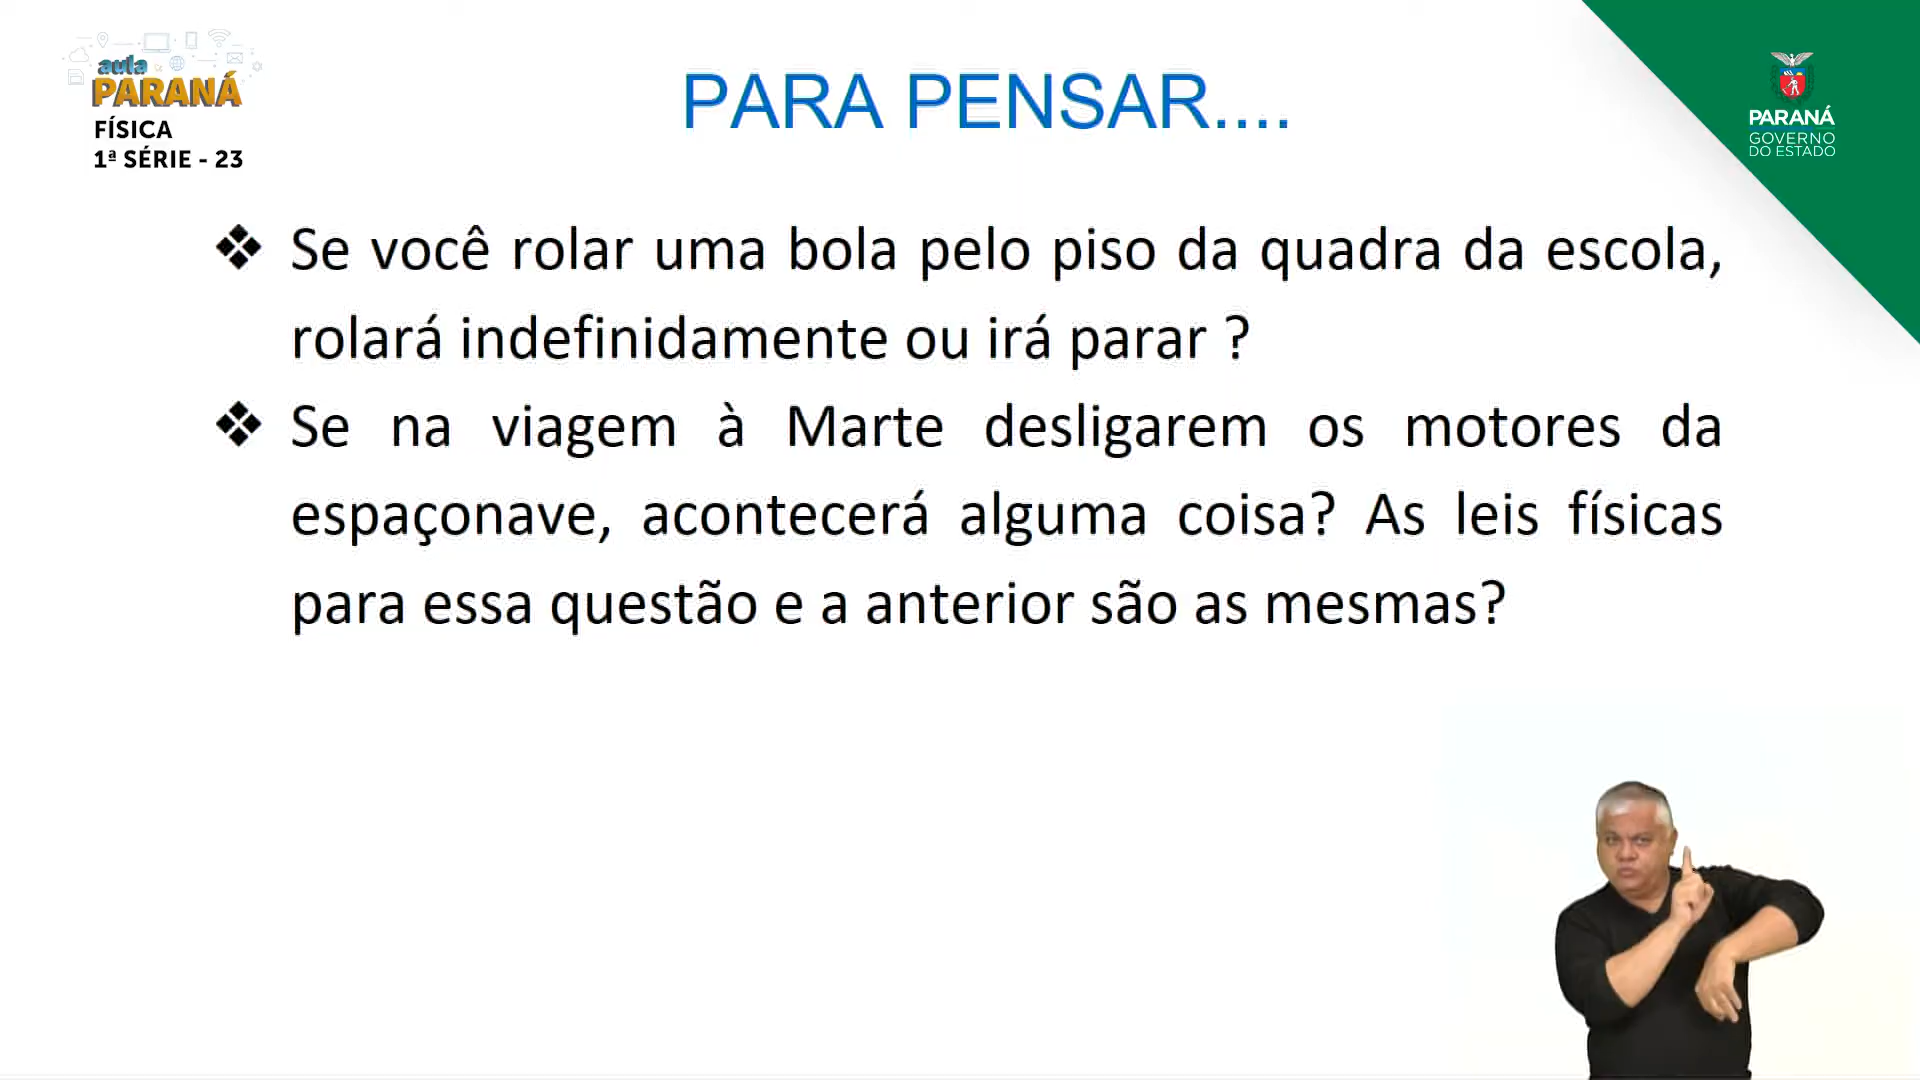 aula
PARANÁ
FÍSICA
1ª SÉRIE - 23
PARA PENSAR....
PARANÁ
GOVERNO
DO ESTADO
❖ Se você rolar uma bola pelo piso da quadra da escola,
rolará indefinidamente ou irá parar ?
❖ Se na viagem à Marte desligarem os motores da
espaçonave, acontecerá alguma coisa? As leis físicas
para essa questão e a anterior são as mesmas?